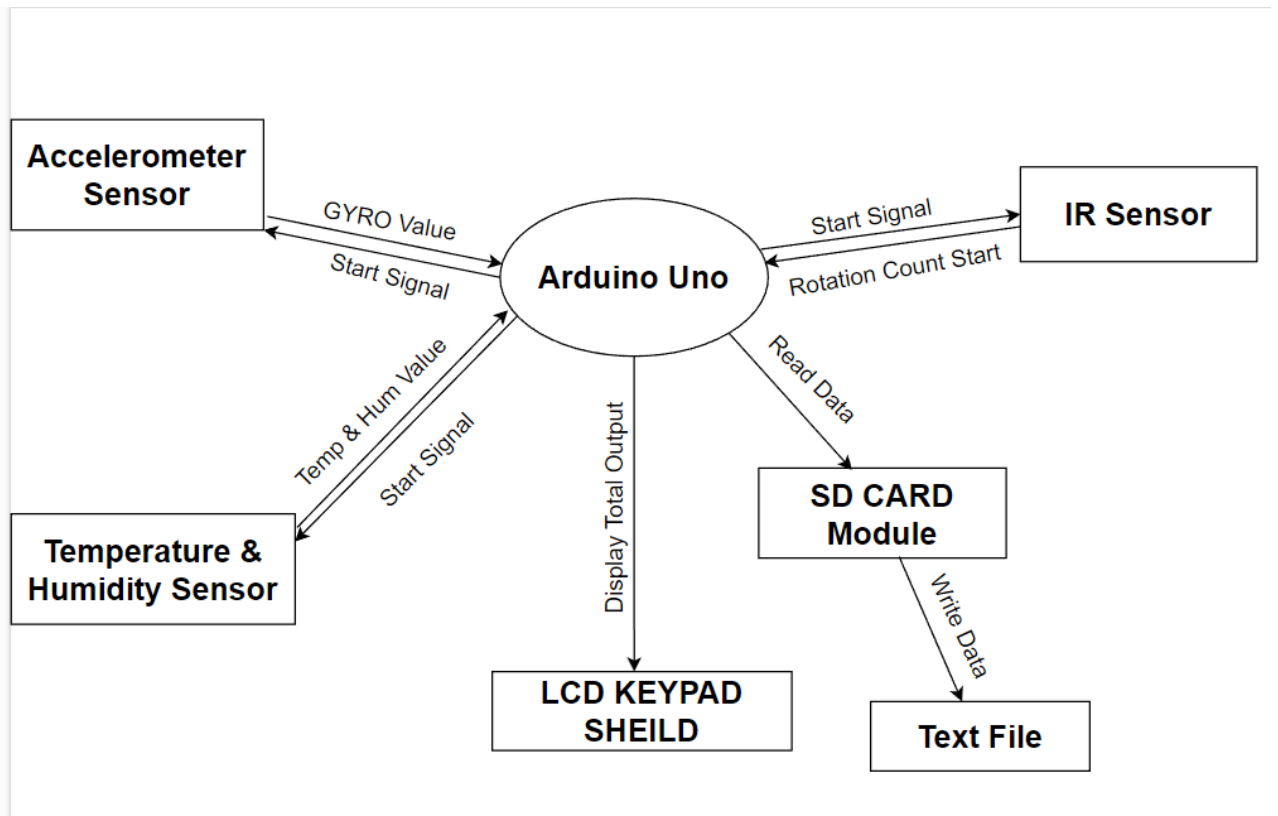 Accelerometer
Sensor
GYRO Value
Start Signal
Arduino Uno
Start Signal
Rotation Count Start
IR Sensor
Temp & Hum Value
Start Signal
Temperature &
Humidity Sensor
Display Total Output
Read Data
SD CARD
Module
Write Data
LCD KEYPAD
SHEILD
Text File